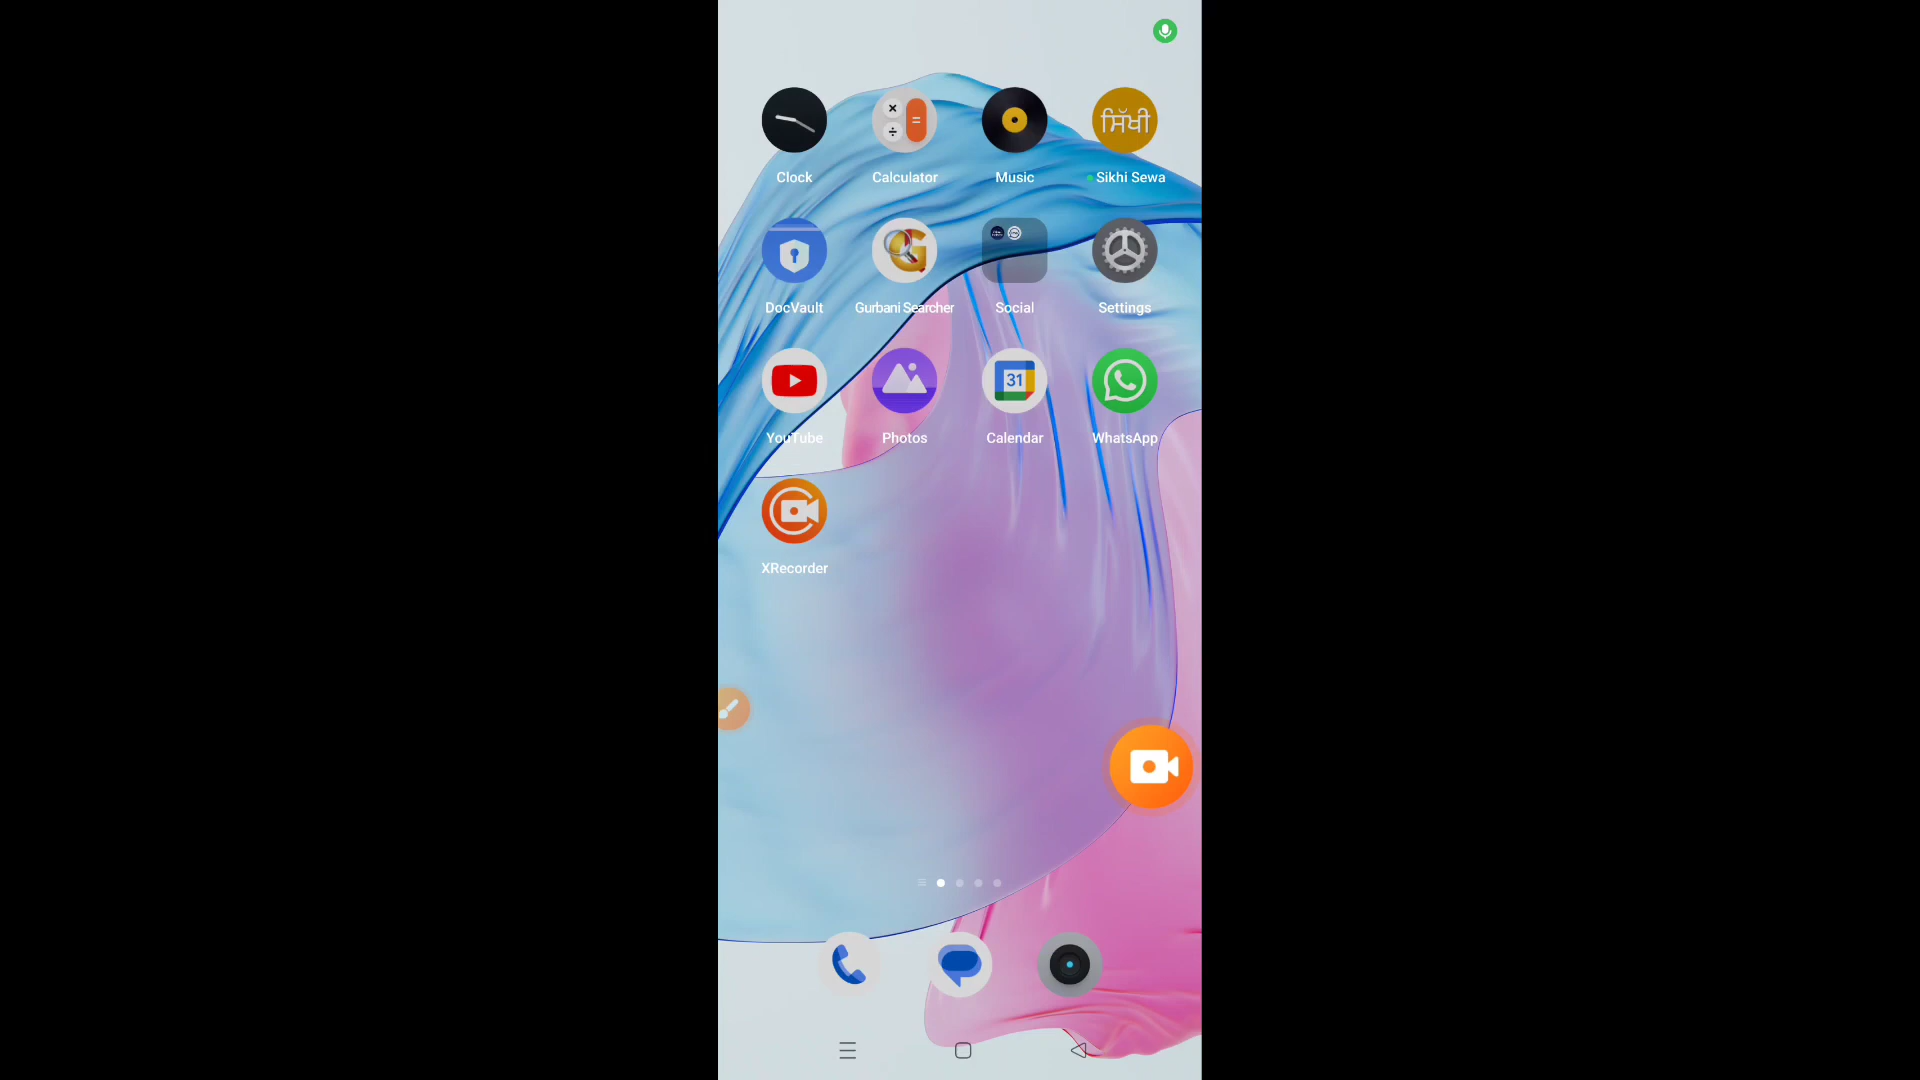 ਸਿੱਖੀ
Clock
Calculator
Music
Sikhi Sewa
DocVault
Gurbani Searcher
Social
Settings
31
YouTube
Photos
Calendar
WhatsApp
XRecorder